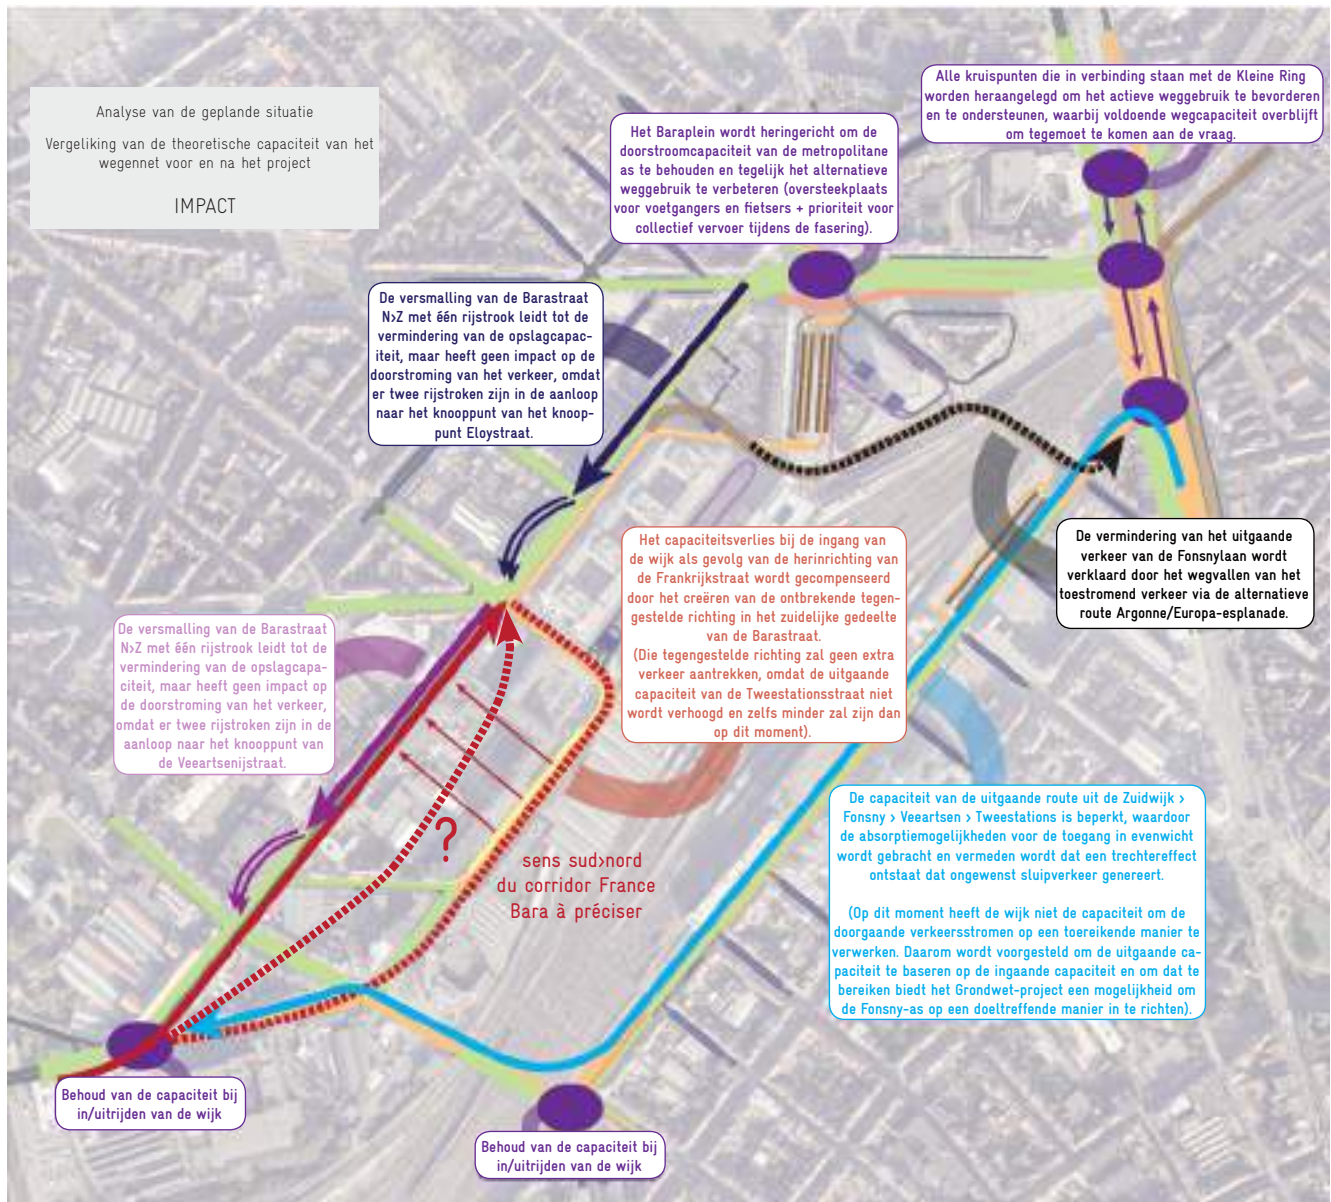 Analyse van de geplande situatie
Vergeliking van de theoretische capaciteit van het
wegennet voor en na het project
IMPACT
Alle kruispunten die in verbinding staan met de Kleine Ring
worden heraangelegd om het actieve weggebruik te bevorderen
en te ondersteunen, waarbij voldoende wegcapaciteit overblijft
om tegemoet te komen aan de vraag.
Het Baraplein wordt heringericht om de
doorstroomcapaciteit van de metropolitane
as te behouden en tegelijk het alternatieve
weggebruik te verbeteren (oversteekplaats
voor voetgangers en fietsers + prioriteit voor
collectief vervoer tijdens de fasering).
De versmalling van de Barastraat
N>Z met één rijstrook leidt tot de
vermindering van de opslagcapac-
iteit, maar heeft geen impact op de
doorstroming van het verkeer, omdat
er twee rijstroken zijn in de aanloop
naar het knooppunt van het knoop-
punt Eloystraat.
Het capaciteitsverlies bij de ingang van
de wijk als gevolg van de herinrichting van
de Frankrijkstraat wordt gecompenseerd
door het creëren van de ontbrekende tegen-
gestelde richting in het zuidelijke gedeelte
van de Barastraat.
(Die tegengestelde richting zal geen extra
verkeer aantrekken, omdat de uitgaande
capaciteit van de Tweestationsstraat niet
wordt verhoogd en zelfs minder zal zijn dan
op dit moment).
De vermindering van het uitgaande
verkeer van de Fonsnylaan wordt
verklaard door het wegvallen van het
toestromend verkeer via de alternatieve
route Argonne/Europa-esplanade.
De versmalling van de Barastraat
N>Z met één rijstrook leidt tot de
vermindering van de opslagcapa-
citeit, maar heeft geen impact op
de doorstroming van het verkeer,
omdat er twee rijstroken zijn in de
aanloop naar het knooppunt van
de Veeartsenijstraat.
?
sens sud>nord
du corridor France
Bara à préciser
De capaciteit van de uitgaande route uit de Zuidwijk >
Fonsny > Veeartsen > Tweestations is beperkt, waardoor
de absorptiemogelijkheden voor de toegang in evenwicht
wordt gebracht en vermeden wordt dat een trechtereffect
ontstaat dat ongewenst sluipverkeer genereert.
(Op dit moment heeft de wijk niet de capaciteit om de
doorgaande verkeersstromen op een toereikende manier te
verwerken. Daarom wordt voorgesteld om de uitgaande ca-
paciteit te baseren op de ingaande capaciteit en om dat te
bereiken biedt het Grondwet-project een mogelijkheid om
de Fonsny-as op een doeltreffende manier in te richten).
Behoud van de capaciteit bij
in/uitrijden van de wijk
Behoud van de capaciteit bij
in/uitrijden van de wijk